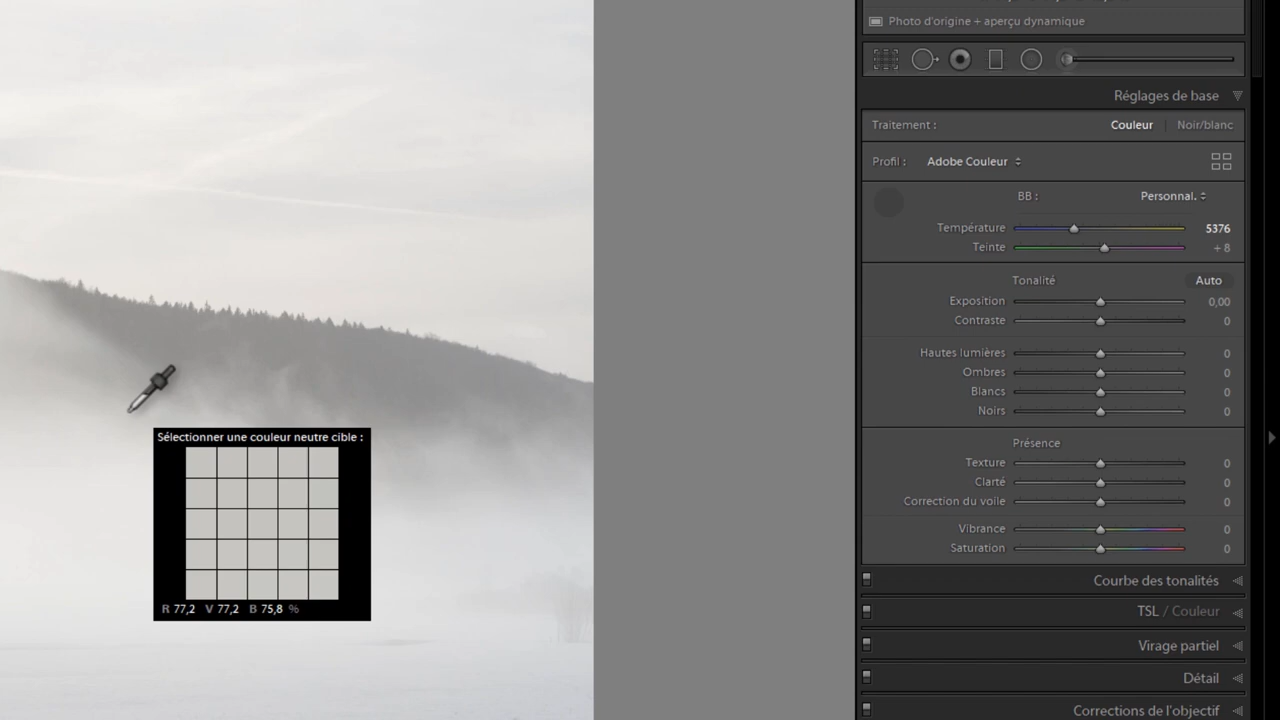 Photo d'origine + aperçu dynamique
Réglages de base
Traitement : Couleur | Noir/blanc
Profil : Adobe Couleur
BB : Personnal.
Température 5376
Teinte + 8
Tonalité Auto
Exposition 0,00
Contraste 0
Hautes lumières 0
Ombres 0
Blancs 0
Noirs 0
Présence
Texture 0
Clarté 0
Correction du voile 0
Vibrance 0
Saturation 0
Courbe des tonalités
TSL / Couleur
Virage partiel
Détail
Corrections de l'objectif
Sélectionner une couleur neutre cible :
R 77,2 V 77,2 B 75,8 %